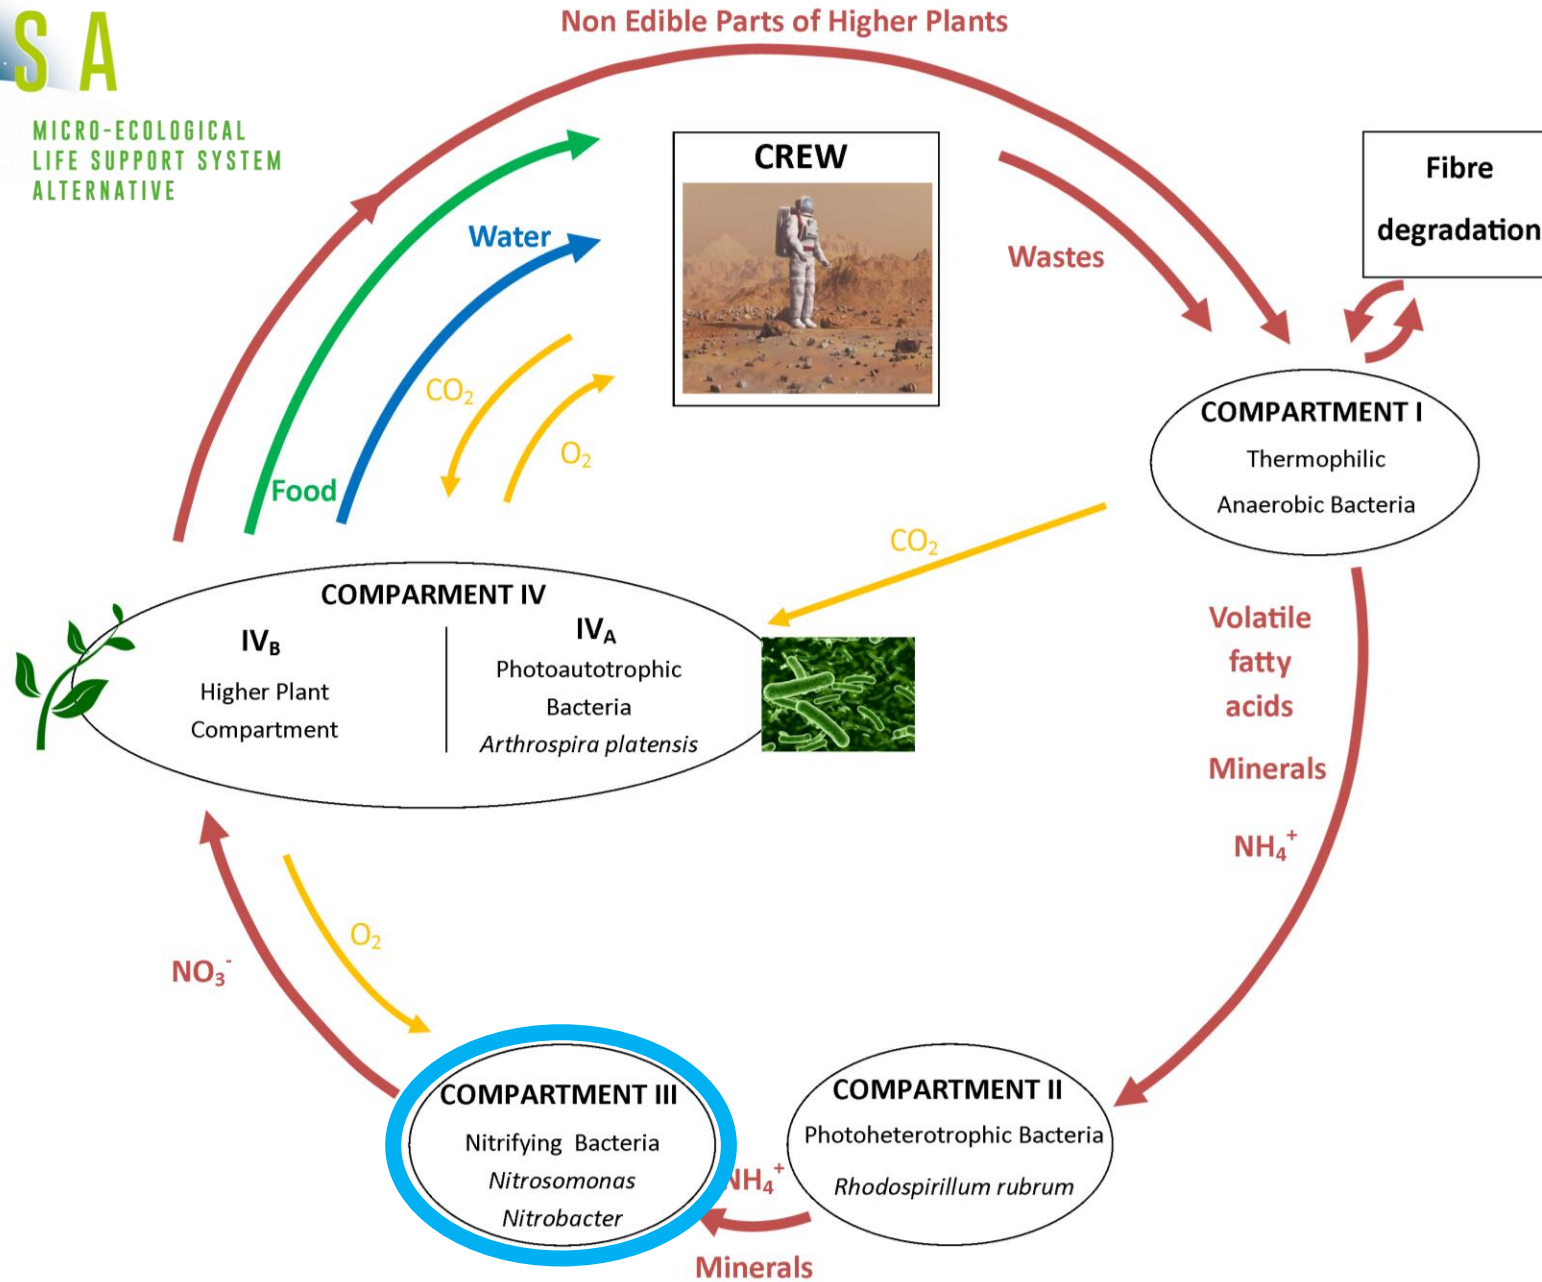 Non Edible Parts of Higher Plants
S A
MICRO-ECOLOGICAL
LIFE SUPPORT SYSTEM
ALTERNATIVE
CREW
Fibre
degradation
Water
Wastes
CO₂
O₂
Food
COMPARTMENT I
Thermophilic
Anaerobic Bacteria
CO₂
COMPARMENT IV
IV_B
Higher Plant
Compartment
IV_A
Photoautotrophic
Bacteria
Arthrospira platensis
Volatile
fatty
acids
Minerals
NH₄⁺
O₂
NO₃⁻
COMPARTMENT III
Nitrifying Bacteria
Nitrosomonas
Nitrobacter
COMPARTMENT II
Photoheterotrophic Bacteria
Rhodospirillum rubrum
NH₄⁺
Minerals